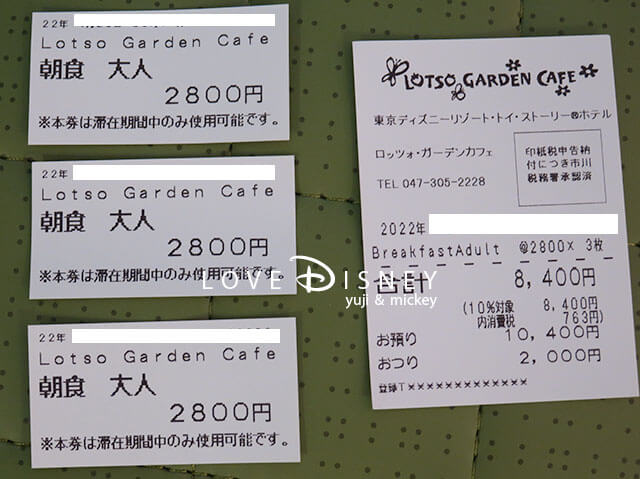 22年
Lotso Garden Cafe
朝食 大人
2800円
※本券は滞在期間中のみ使用可能です。
22年
Lotso Garden Cafe
朝食 大人
2800円
※本券は滞在期間中のみ使用可能です。
22年
Lotso Garden Cafe
朝食 大人
2800円
※本券は滞在期間中のみ使用可能です。
LOTSO GARDEN CAFE
東京ディズニーリゾート・トイ・ストーリー®ホテル
ロッツォ・ガーデンカフェ
TEL 047-305-2228
印紙税申告納
付につき市川
税務署承認済
2022年
BreakfastAdult @2800× 3枚
合計 8,400円
(10%対象 8,400円
内消費税 763円)
お預り 10,400円
おつり 2,000円
登録T×××××××××××××
LOVE DISNEY
yuji & mickey